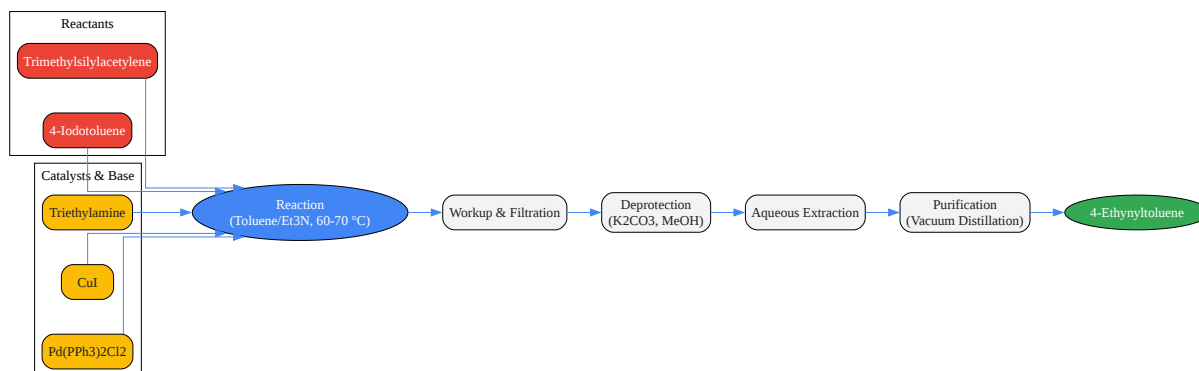 Reactants
Trimethylsilylacetylene
4-Iodotoluene
Catalysts & Base
Triethylamine
CuI
Pd(PPh3)2Cl2
Reaction
(Toluene/Et3N, 60-70 °C)
Workup & Filtration
Deprotection
(K2CO3, MeOH)
Aqueous Extraction
Purification
(Vacuum Distillation)
4-Ethynyltoluene